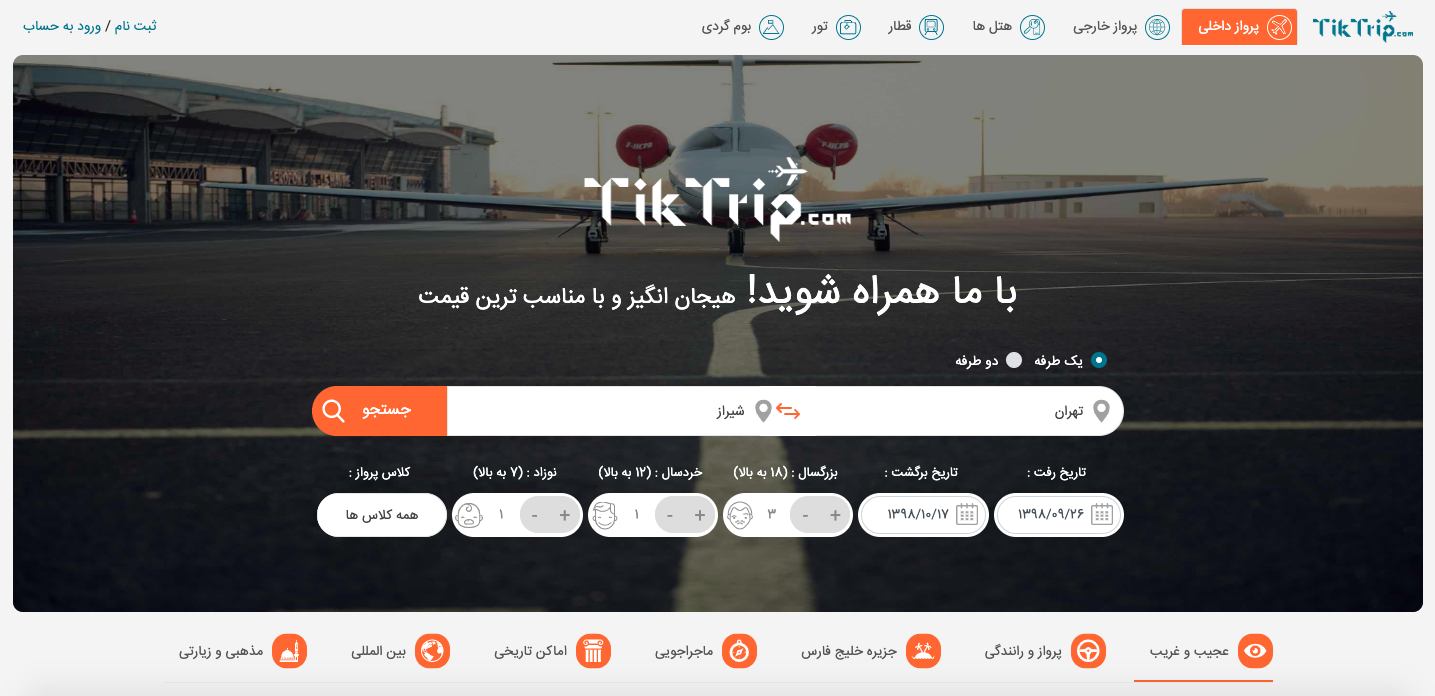 TikTrip.com
پرواز داخلی
پرواز خارجی
هتل ها
قطار
تور
بوم گردی
ثبت نام / ورود به حساب
TikTrip.com
با ما همراه شوید! هیجان انگیز و با مناسب ترین قیمت
یک طرفه
دو طرفه
تهران
شیراز
جستجو
تاریخ رفت :
تاریخ برگشت :
بزرگسال : (۱۸ به بالا)
خردسال : (۱۲ به بالا)
نوزاد : (۷ به بالا)
کلاس پرواز :
۱۳۹۸/۰۹/۲۶
۱۳۹۸/۱۰/۱۷
+ - ۳
+ - ۱
+ - ۱
همه کلاس ها
عجیب و غریب
پرواز و رانندگی
جزیره خلیج فارس
ماجراجویی
اماکن تاریخی
بین المللی
مذهبی و زیارتی